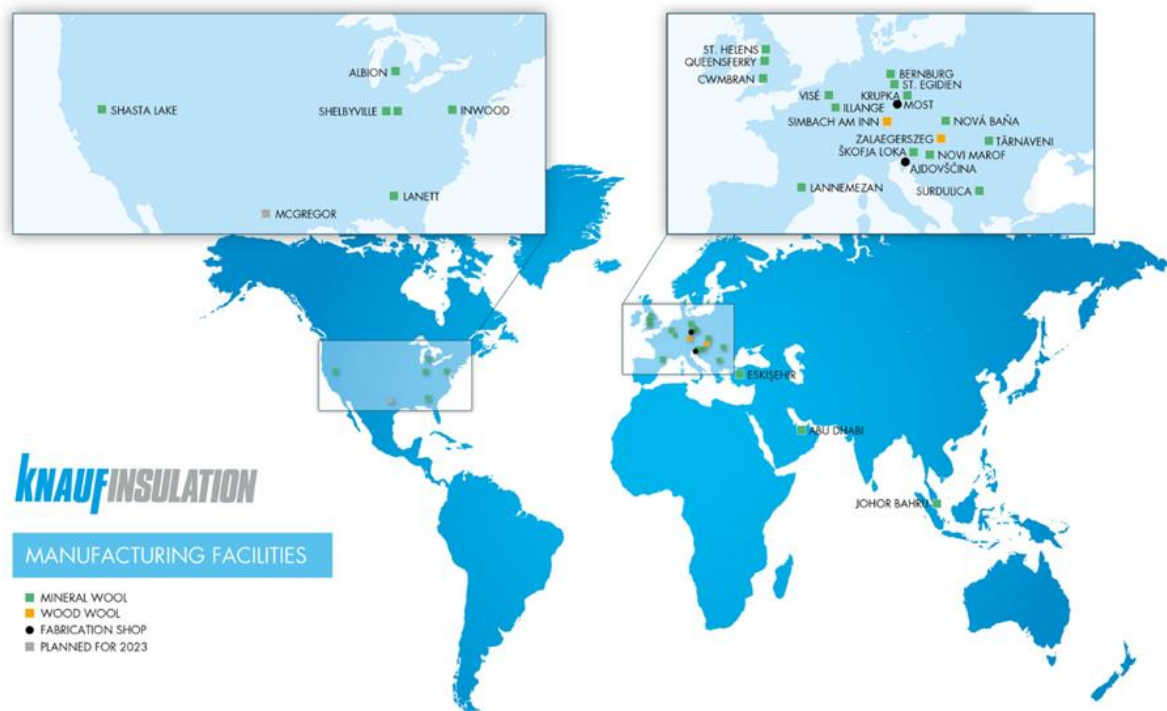 ALBION
SHASTA LAKE
SHELBYVILLE
INWOOD
LANETT
MCGREGOR
ST. HELENS
QUEENSFERRY
CWMBRAN
BERNBURG
ST. EGIDIEN
VISÉ
KRUPKA
MOST
ILLANGE
SIMBACH AM INN
NOVÁ BAŇA
ZALAEGERSZEG
TÂRNĂVENI
ŠKOFJA LOKA
NOVI MAROF
AJDOVŠČINA
LANNEMEZAN
SURDULICA
ESKIŞEHIR
ABU DHABI
JOHOR BAHRU
KNAUFINSULATION
MANUFACTURING FACILITIES
MINERAL WOOL
WOOD WOOL
FABRICATION SHOP
PLANNED FOR 2023